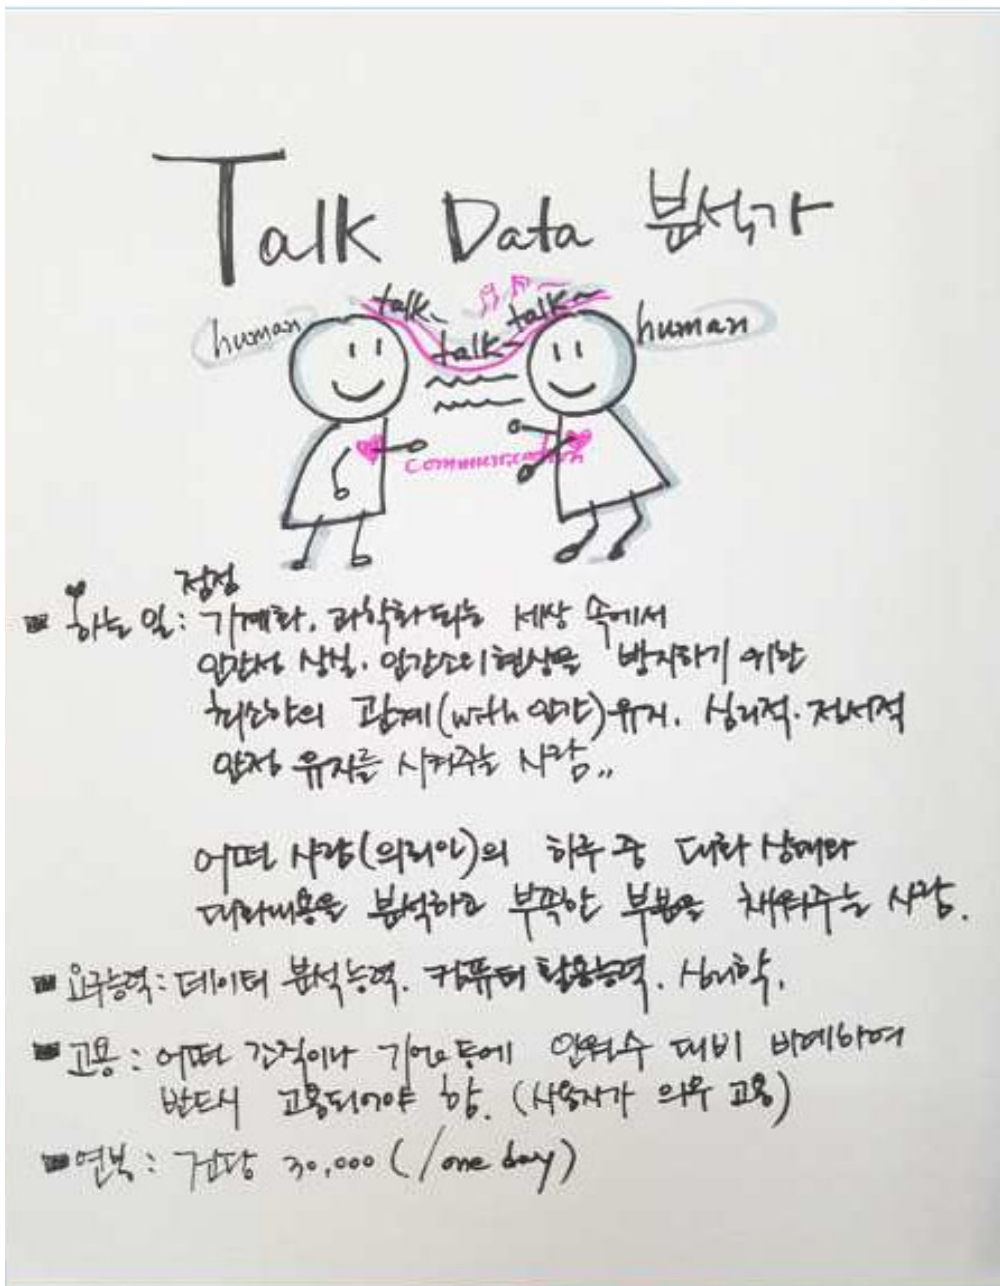 Talk Data 분석가
human
talk~
talk~
talk~
human
communication
점점
하는 일: 기계화. 과학화 되는 세상 속에서
인간성 상실. 인간소외현상을 방지하기 위한
최소한의 관계(with 인간)유지. 심리적.정서적
안정 유지를 시켜주는 사람..
어떤 사람(의뢰인)의 하루 중 대화 상대와
대화내용을 분석하고 부족한 부분을 채워주는 사람.
요구능력: 데이터 분석능력. 컴퓨터 활용능력. 심리학.
고용: 어떤 조직이나 기업등에 인원수 대비 비례하여
반드시 고용되어야 함. (사용자가 의무 고용)
연봉: 건당 30,000 (/one day)